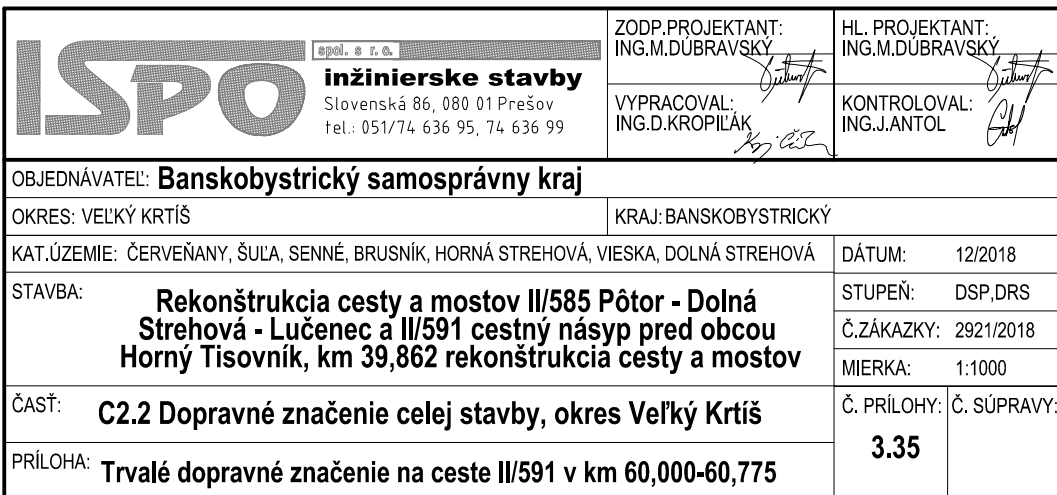 ISPO
spol. s r. o.
inžinierske stavby
Slovenská 86, 080 01 Prešov
tel.: 051/74 636 95, 74 636 99
ZODP.PROJEKTANT:
ING.M.DÚBRAVSKÝ
HL. PROJEKTANT:
ING.M.DÚBRAVSKÝ
VYPRACOVAL:
ING.D.KROPIĽÁK
KONTROLOVAL:
ING.J.ANTOL
OBJEDNÁVATEĽ: Banskobystrický samosprávny kraj
OKRES: VEĽKÝ KRTÍŠ
KRAJ: BANSKOBYSTRICKÝ
KAT.ÚZEMIE: ČERVEŇANY, ŠUĽA, SENNÉ, BRUSNÍK, HORNÁ STREHOVÁ, VIESKA, DOLNÁ STREHOVÁ
DÁTUM: 12/2018
STAVBA: Rekonštrukcia cesty a mostov II/585 Pôtor - Dolná
Strehová - Lučenec a II/591 cestný násyp pred obcou
Horný Tisovník, km 39,862 rekonštrukcia cesty a mostov
STUPEŇ: DSP,DRS
Č.ZÁKAZKY: 2921/2018
MIERKA: 1:1000
ČASŤ: C2.2 Dopravné značenie celej stavby, okres Veľký Krtíš
Č. PRÍLOHY: 3.35
Č. SÚPRAVY:
PRÍLOHA: Trvalé dopravné značenie na ceste II/591 v km 60,000-60,775